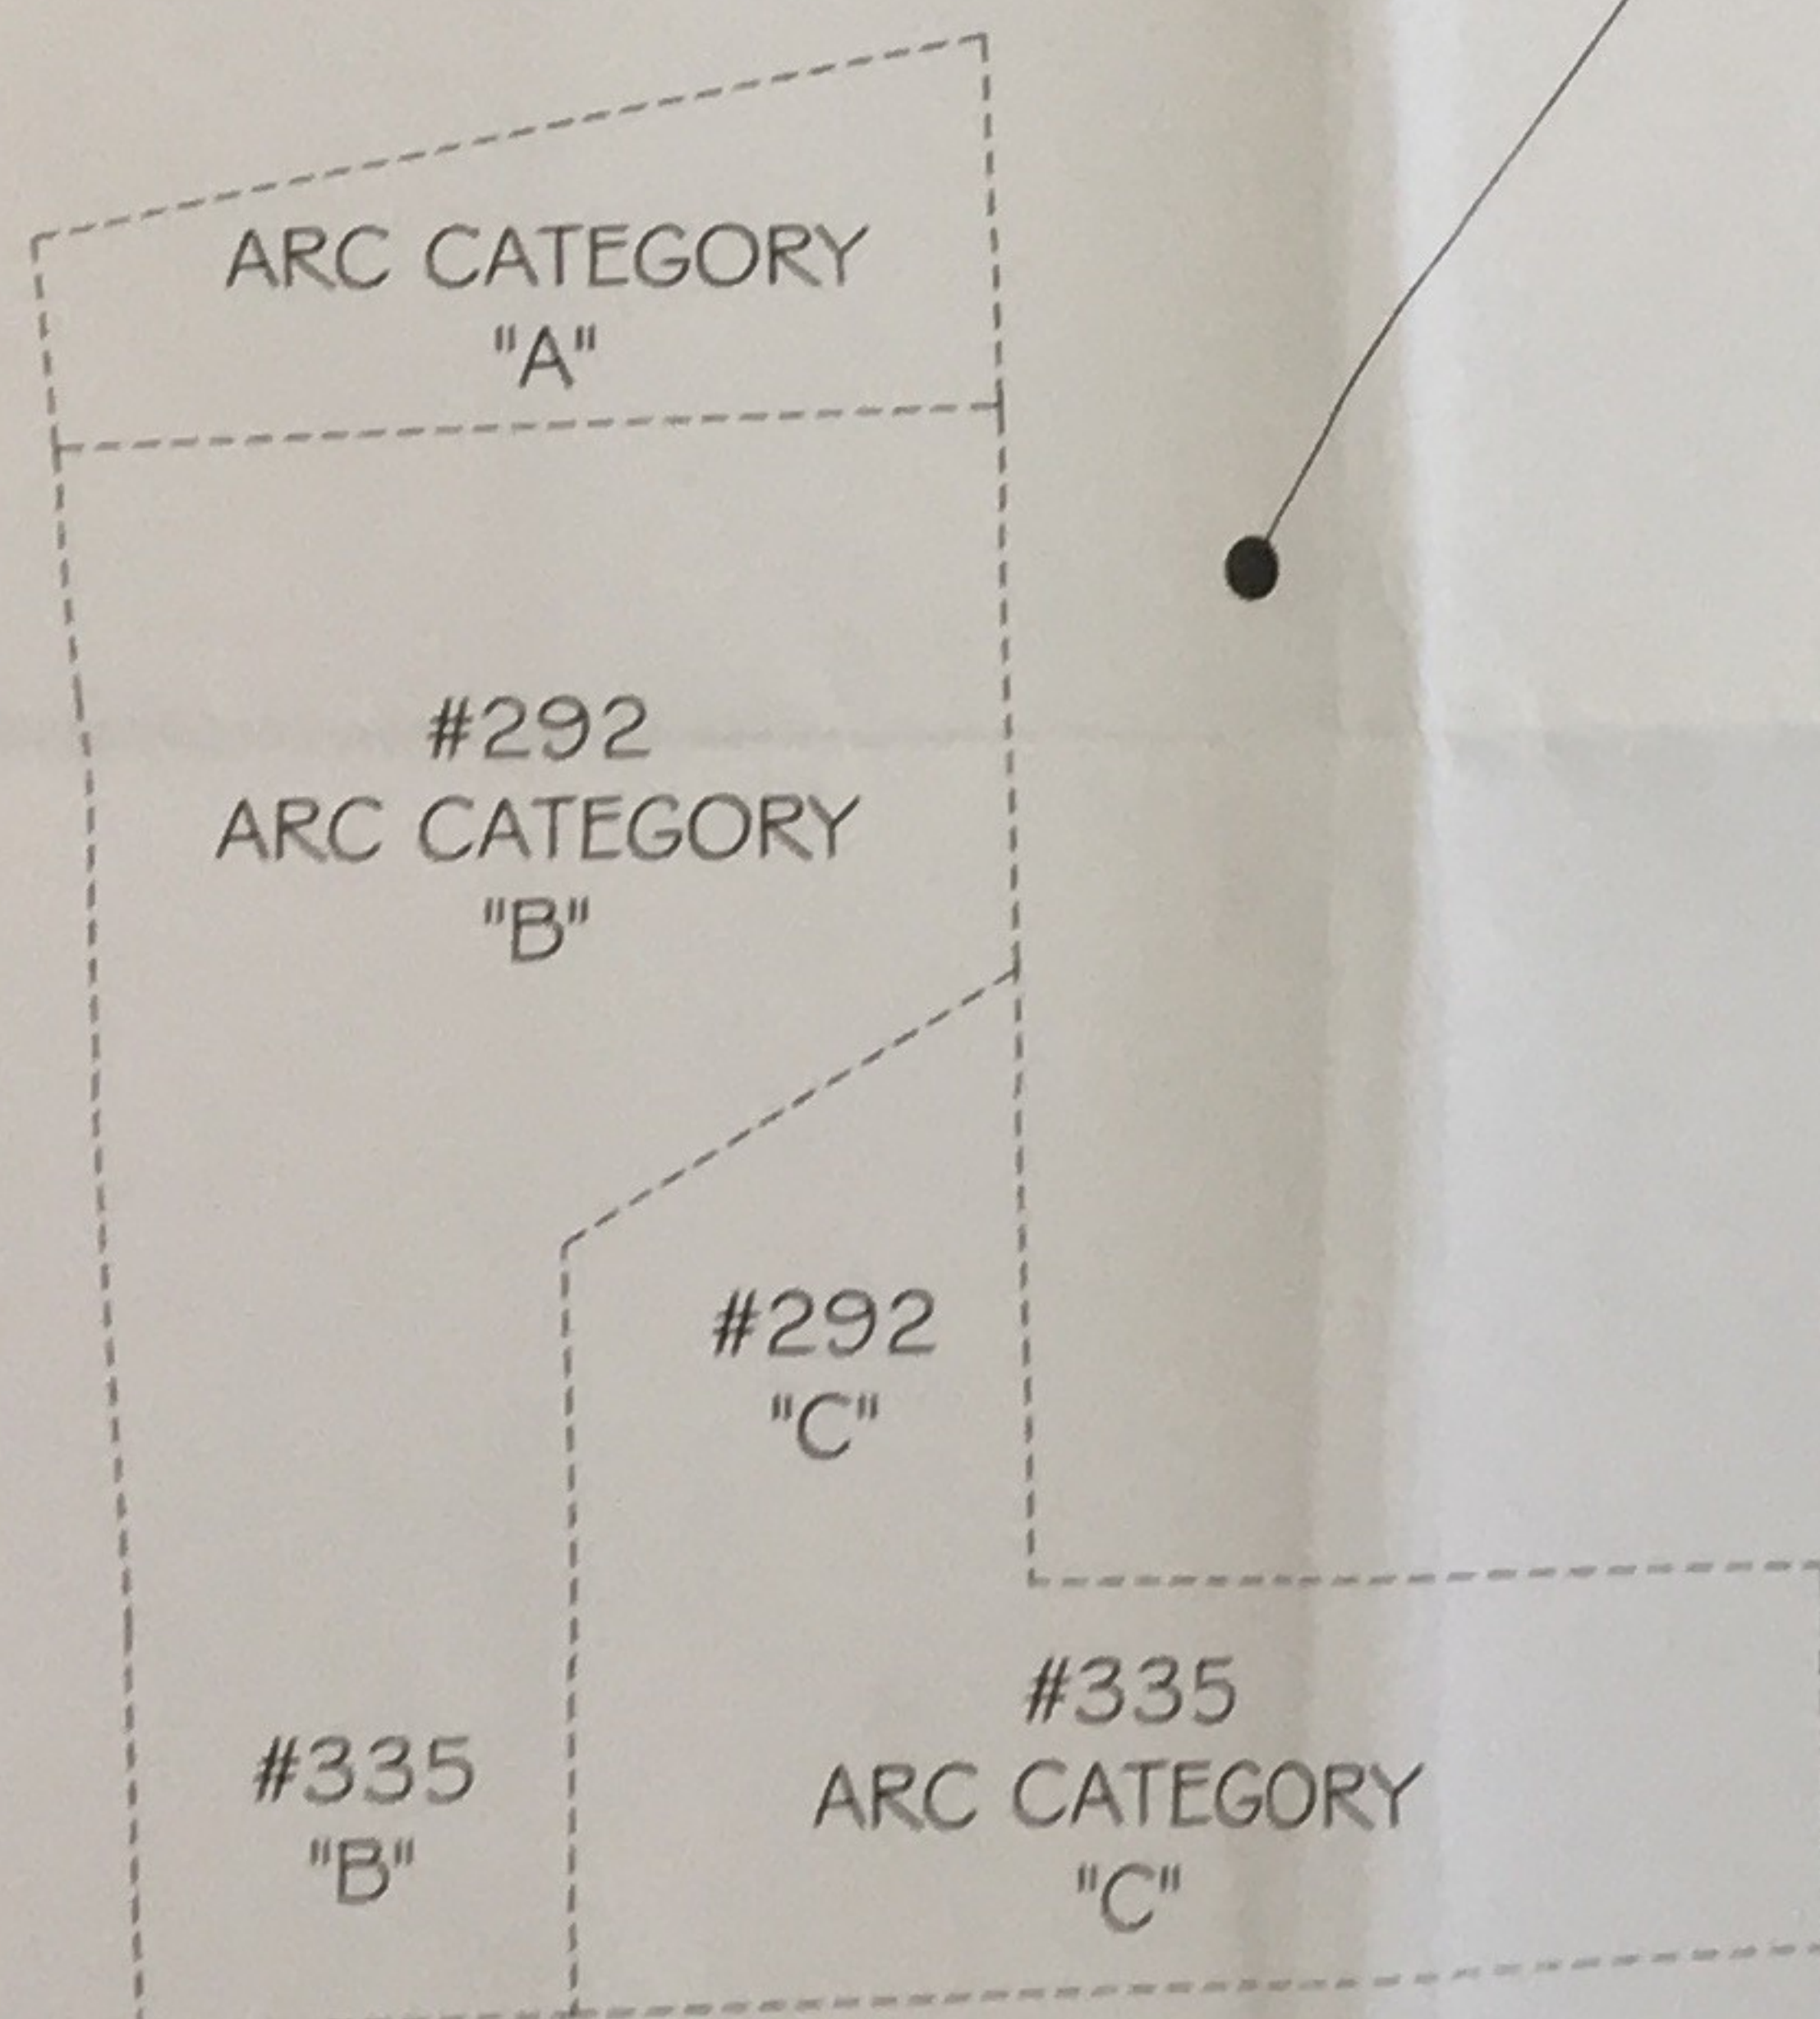 ARC CATEGORY
"A"
#292
ARC CATEGORY
"B"
#292
"C"
#335
ARC CATEGORY
"C"
#335
"B"